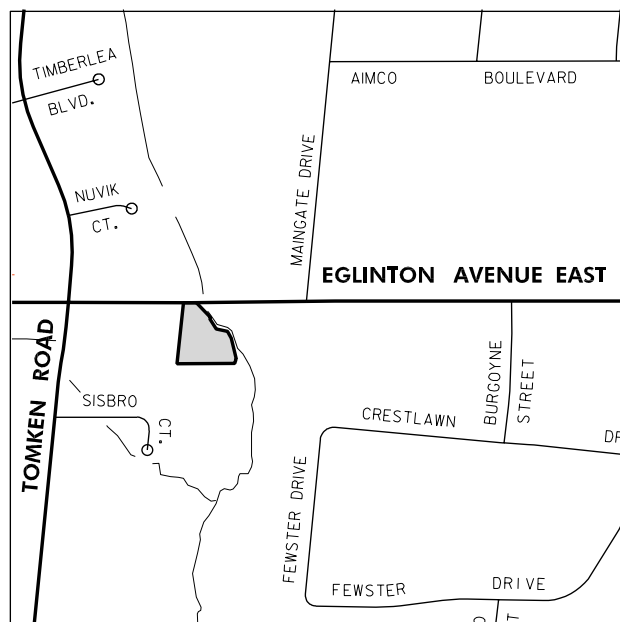 TIMBERLEA
BLVD.
AIMCO BOULEVARD
NUVIK
CT.
MAINGATE DRIVE
EGLINTON AVENUE EAST
TOMKEN ROAD
SISBRO
CT.
CRESTLAWN
BURGOYNE
STREET
FEWSTER DRIVE
FEWSTER DRIVE